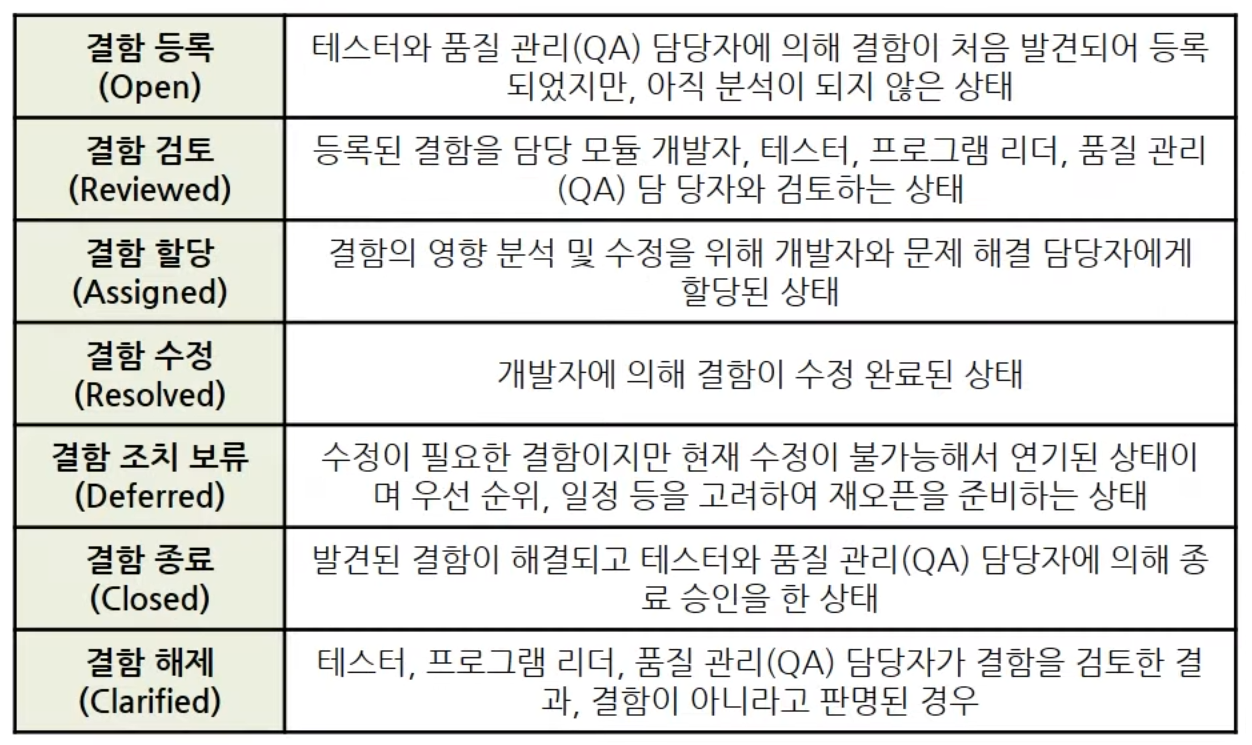 결함 등록
(Open)
테스터와 품질 관리(QA) 담당자에 의해 결함이 처음 발견되어 등록
되었지만, 아직 분석이 되지 않은 상태
결함 검토
(Reviewed)
등록된 결함을 담당 모듈 개발자, 테스터, 프로그램 리더, 품질 관리
(QA) 담 당자와 검토하는 상태
결함 할당
(Assigned)
결함의 영향 분석 및 수정을 위해 개발자와 문제 해결 담당자에게
할당된 상태
결함 수정
(Resolved)
개발자에 의해 결함이 수정 완료된 상태
결함 조치 보류
(Deferred)
수정이 필요한 결함이지만 현재 수정이 불가능해서 연기된 상태이
며 우선 순위, 일정 등을 고려하여 재오픈을 준비하는 상태
결함 종료
(Closed)
발견된 결함이 해결되고 테스터와 품질 관리(QA) 담당자에 의해 종
료 승인을 한 상태
결함 해제
(Clarified)
테스터, 프로그램 리더, 품질 관리(QA) 담당자가 결함을 검토한 결
과, 결함이 아니라고 판명된 경우